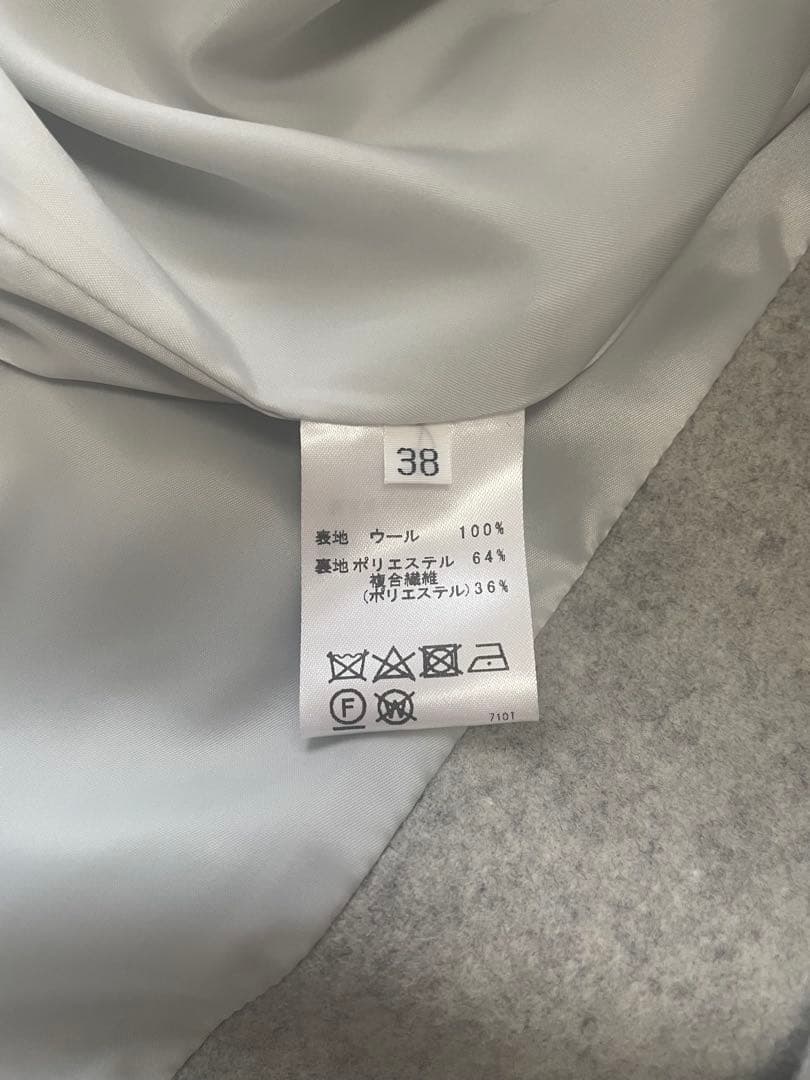 38
表地 ウール 100%
裏地 ポリエステル 64%
複合繊維
(ポリエステル) 36%
F W
710T